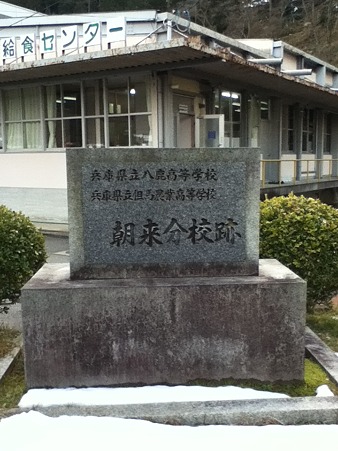 給食センター
兵庫県立八鹿高等学校
兵庫県立但馬農業高等学校
朝来分校跡